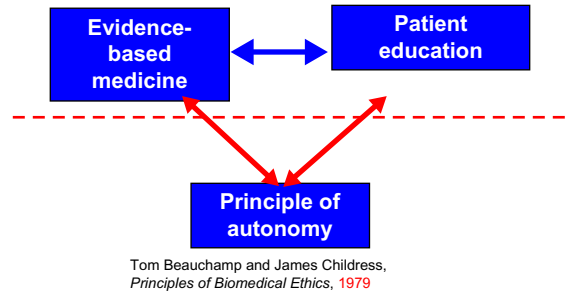 Evidence-
based
medicine
Patient
education
Principle of
autonomy
Tom Beauchamp and James Childress,
Principles of Biomedical Ethics, 1979